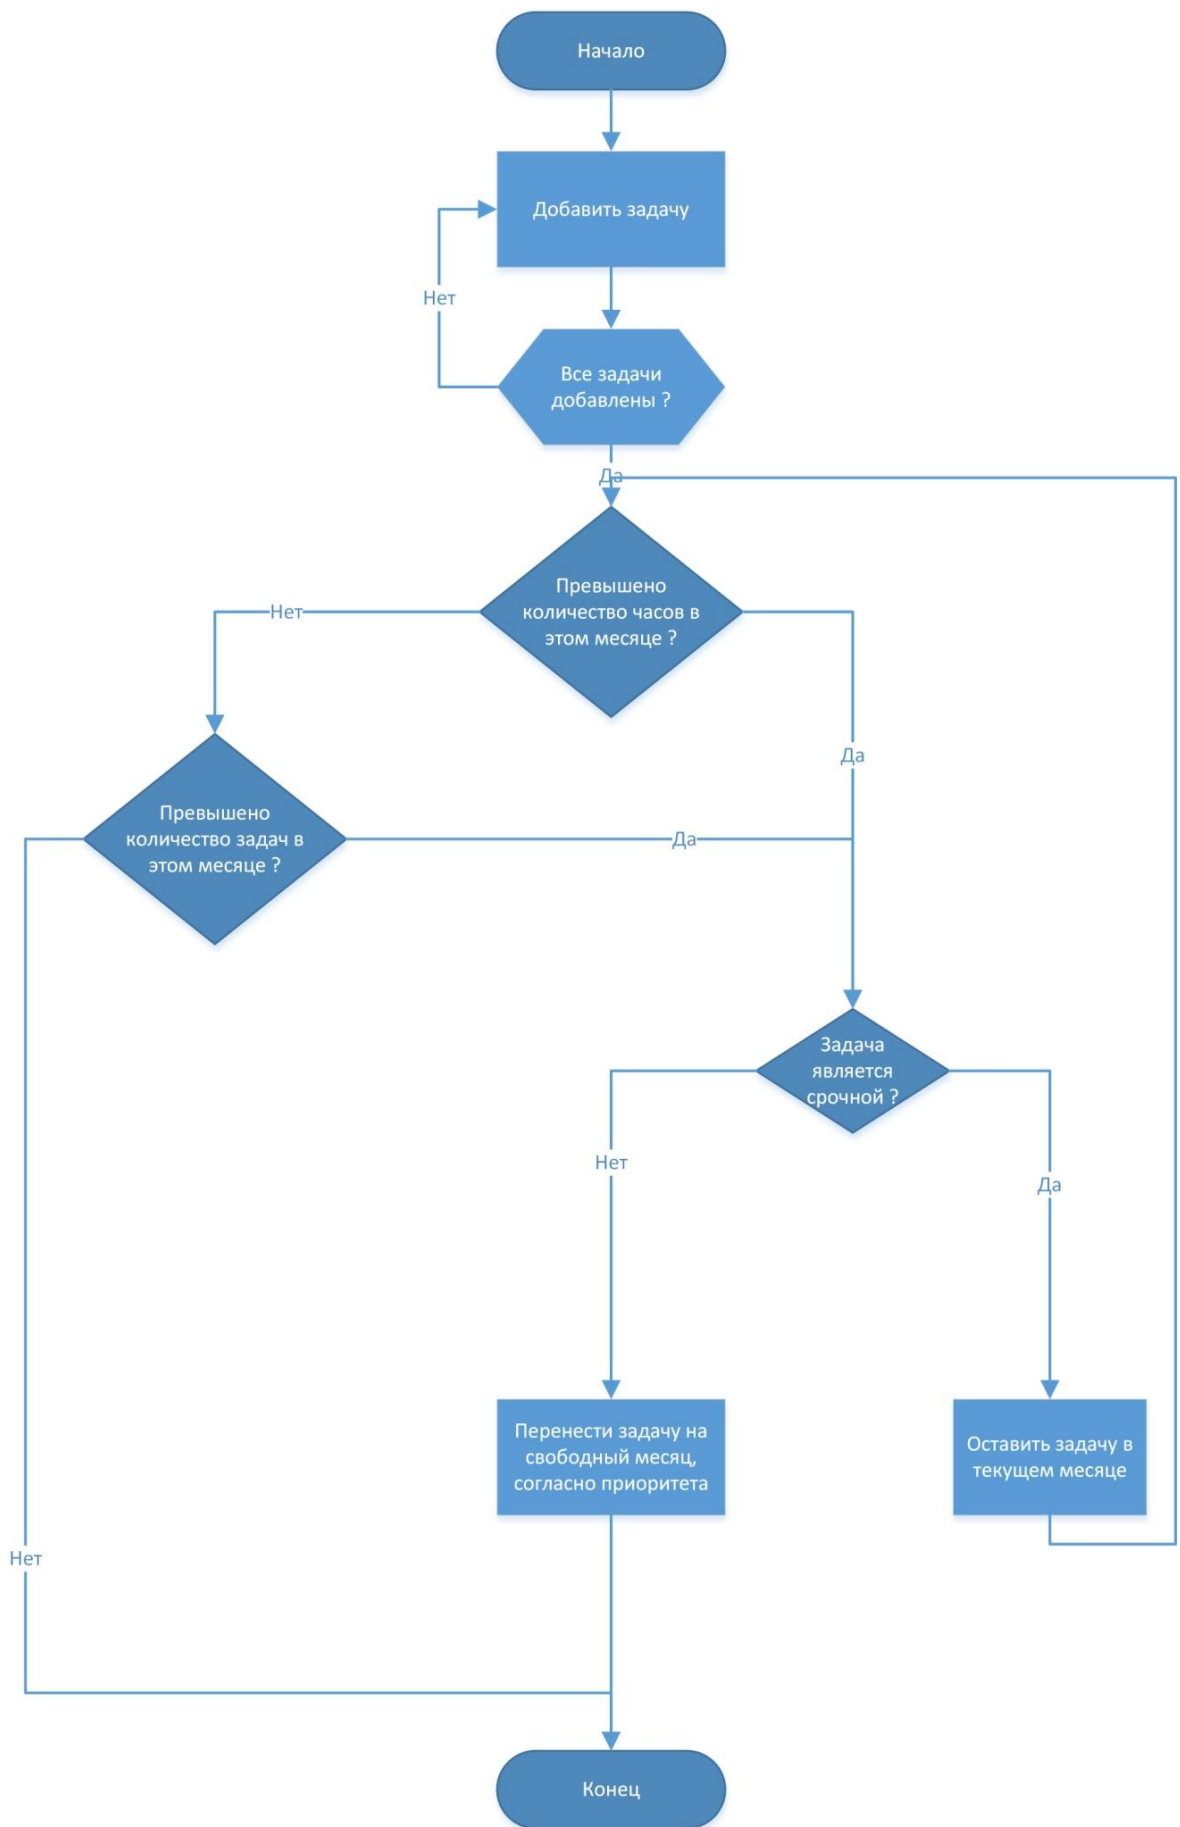 Начало
Добавить задачу
Нет
Все задачи
добавлены ?
Да
Превышено
количество часов в
этом месяце ?
Нет
Да
Превышено
количество задач в
этом месяце ?
Да
Задача
является
срочной ?
Нет
Да
Перенести задачу на
свободный месяц,
согласно приоритета
Оставить задачу в
текущем месяце
Нет
Конец